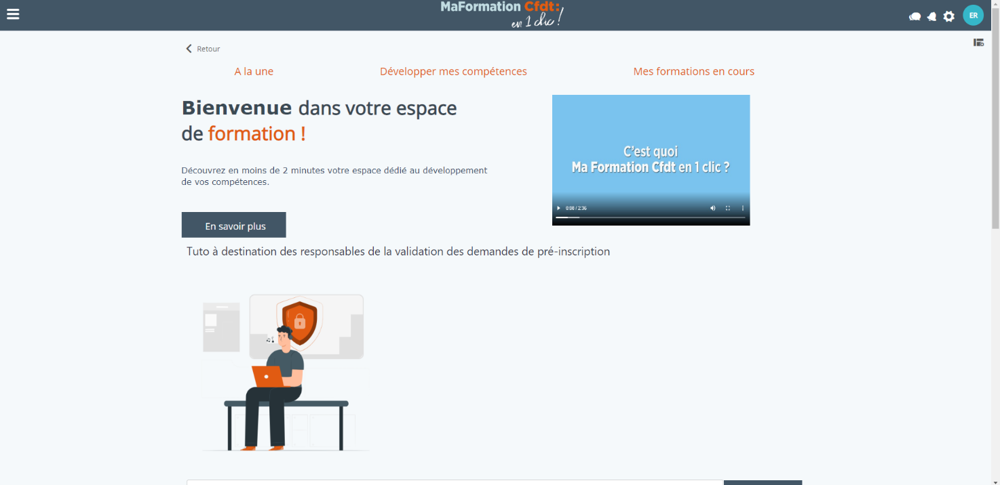 MaFormation Cfdt:
en 1 clic !
ER
Retour
A la une
Développer mes compétences
Mes formations en cours
Bienvenue dans votre espace
de formation !
Découvrez en moins de 2 minutes votre espace dédié au développement
de vos compétences.
En savoir plus
C'est quoi
Ma Formation Cfdt en 1 clic ?
0:08 / 2:36
Tuto à destination des responsables de la validation des demandes de pré-inscription